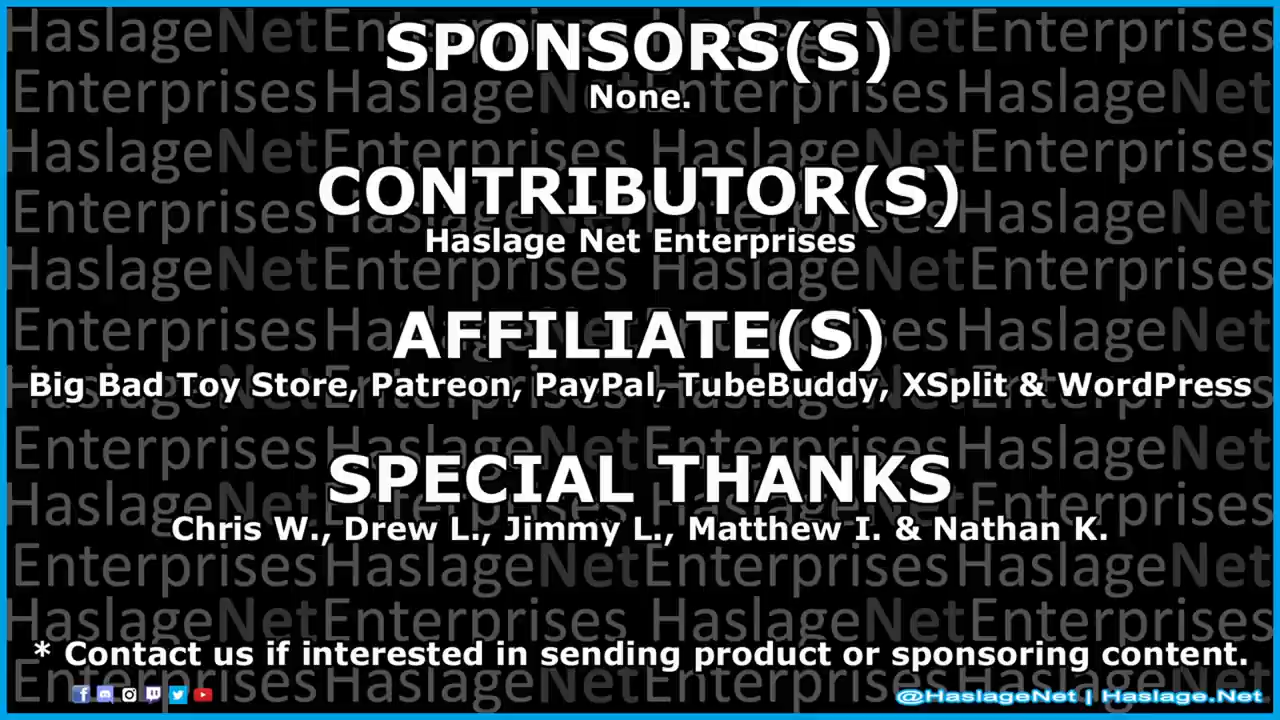 SPONSORS(S)
None.
CONTRIBUTOR(S)
Haslage Net Enterprises
AFFILIATE(S)
Big Bad Toy Store, Patreon, PayPal, TubeBuddy, XSplit & WordPress
SPECIAL THANKS
Chris W., Drew L., Jimmy L., Matthew I. & Nathan K.
* Contact us if interested in sending product or sponsoring content.
@HaslageNet | Haslage.Net